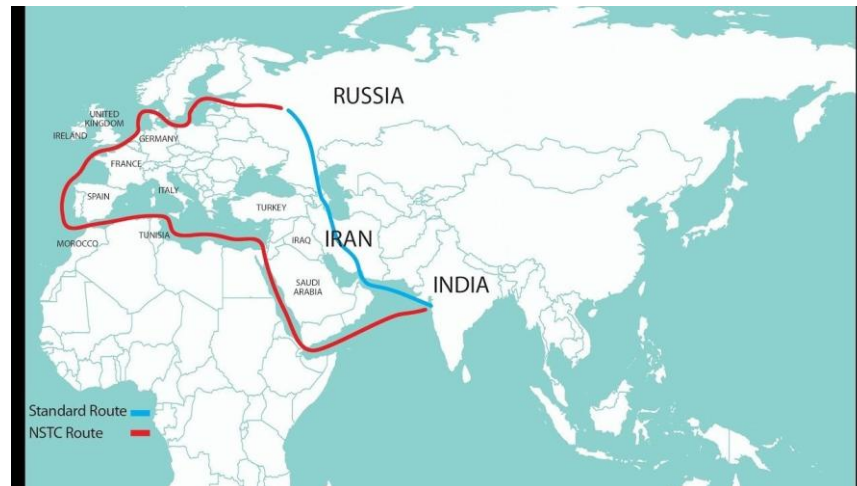 RUSSIA
UNITED
KINGDOM
IRELAND
GERMANY
FRANCE
SPAIN
ITALY
TURKEY
MOROCCO
TUNISIA
IRAQ
IRAN
SAUDI
ARABIA
INDIA
Standard Route
NSTC Route